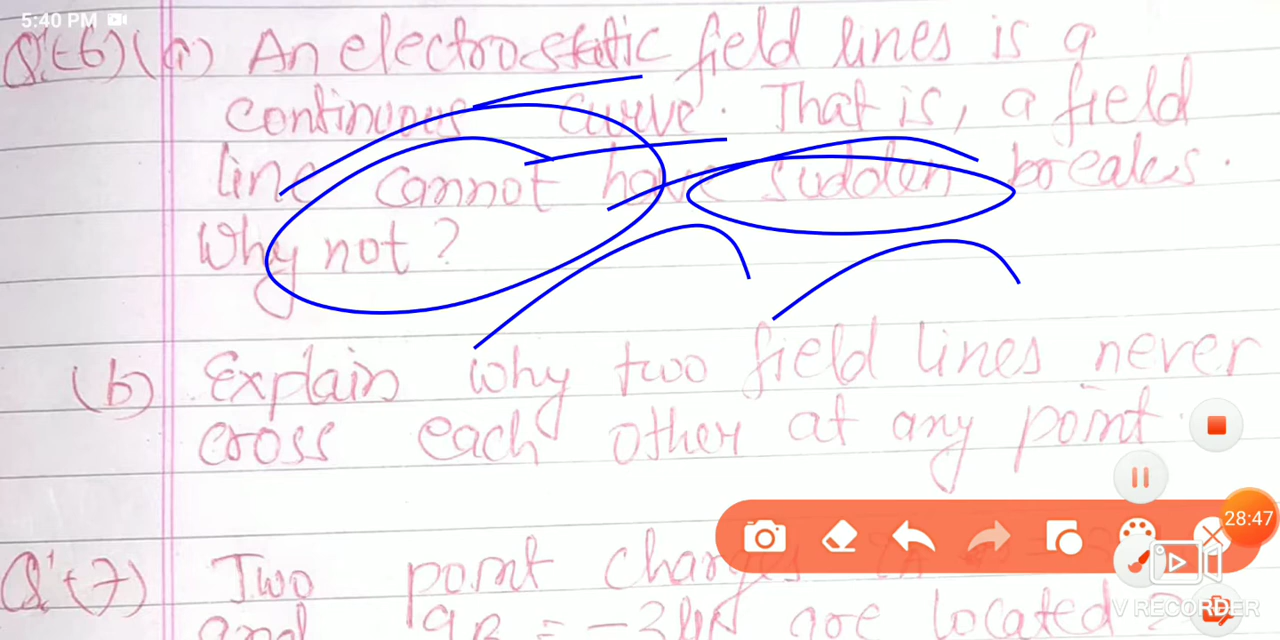 5:40 PM
Q'(-6) (a) An electrostatic field lines is a
continuous curve. That is, a field
line cannot have sudden breaks.
Why not?
(b) Explain why two field lines never
cross each other at any point.
28:47
Q'(7) Two point charges
and = are located
V RECORDER